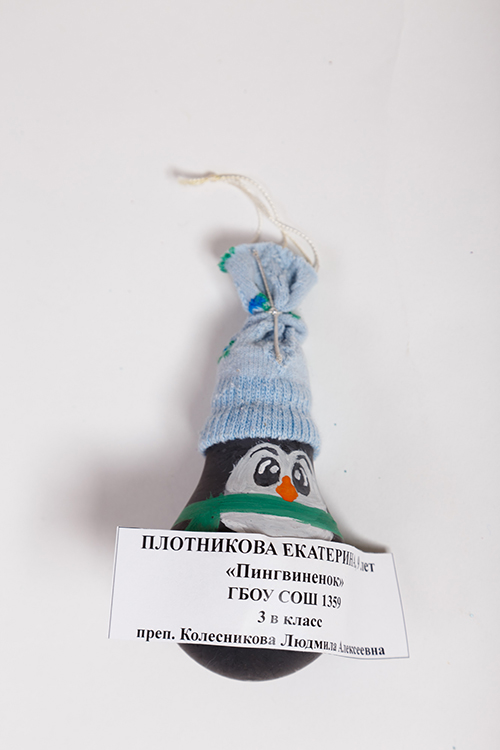 ПЛОТНИКОВА ЕКАТЕРИНА, лет
«Пингвиненок»
ГБОУ СОШ 1359
3 в класс
преп. Колесникова Людмила Алексеевна